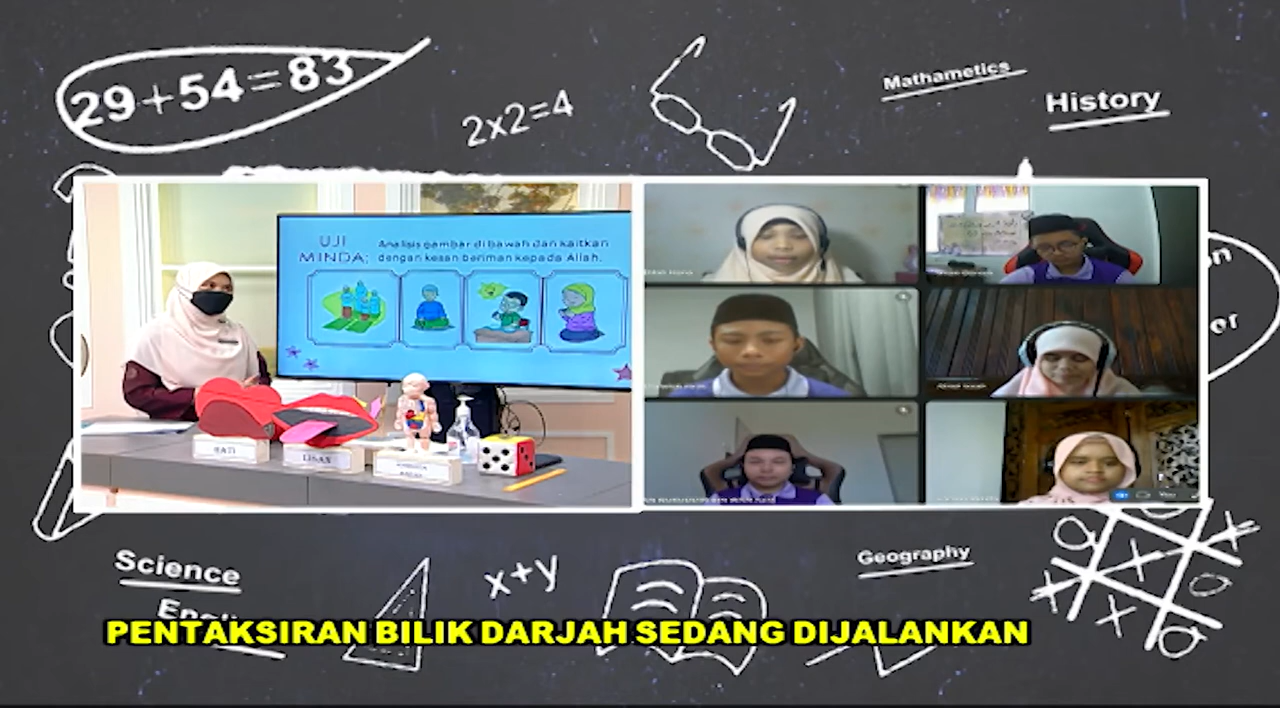 29+54=83
2x2=4
Mathametics
History
UJI MINDA:
Analisis gambar di bawah dan kaitkan
dengan kesan beriman kepada Allah.
HATI
LISAN
Science
x+y
Geography
PENTAKSIRAN BILIK DARJAH SEDANG DIJALANKAN